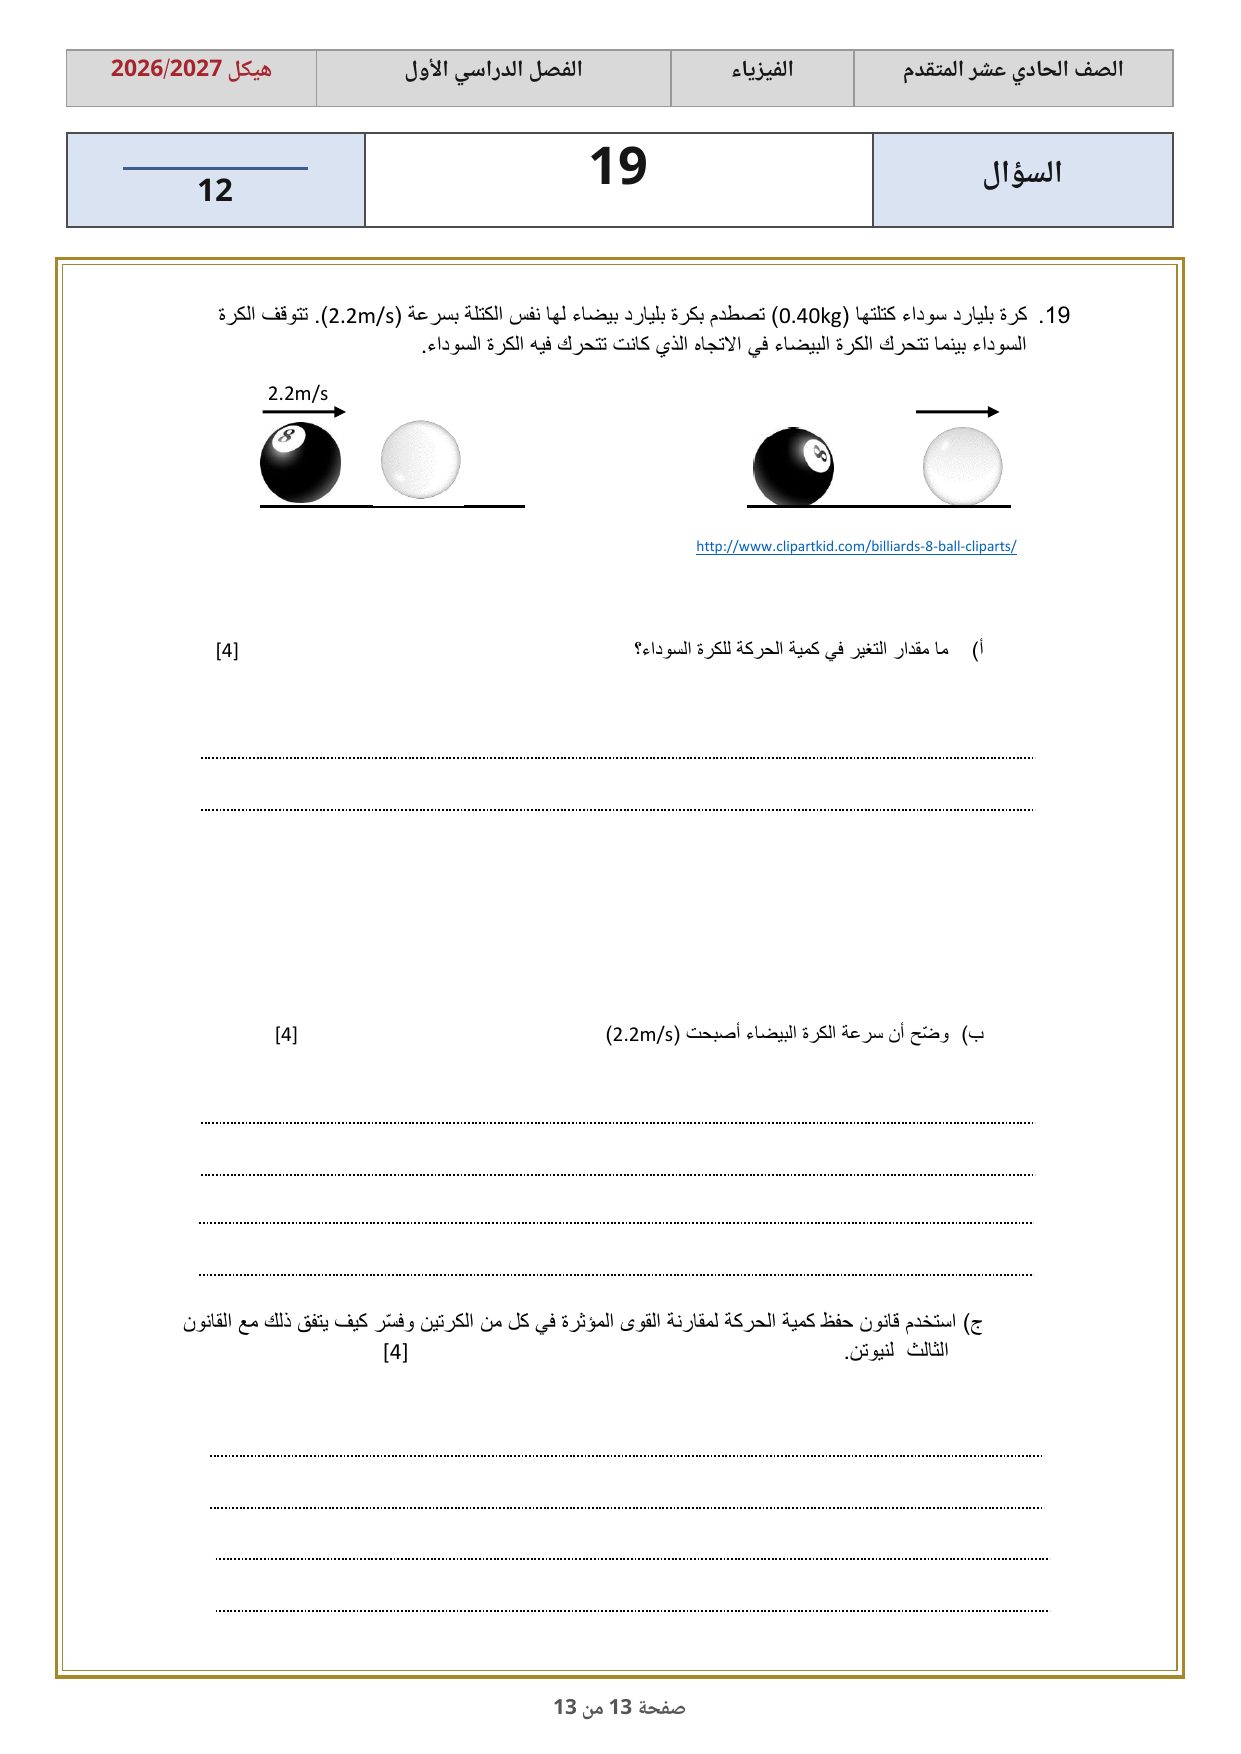 الصف الحادي عشر المتقدم	الفيزياء	الفصل الدراسي الأول	هيكل 2026/2027
السؤال	19	12
19. كرة بليارد سوداء كتلتها (0.40kg) تصطدم بكرة بليارد بيضاء لها نفس الكتلة بسرعة (2.2m/s). تتوقف الكرة
السوداء بينما تتحرك الكرة البيضاء في الاتجاه الذي كانت تتحرك فيه الكرة السوداء.
2.2m/s
8 8
http://www.clipartkid.com/billiards-8-ball-cliparts/
أ) ما مقدار التغير في كمية الحركة للكرة السوداء؟ [4]
ب) وضّح أن سرعة الكرة البيضاء أصبحت (2.2m/s) [4]
ج) استخدم قانون حفظ كمية الحركة لمقارنة القوى المؤثرة في كل من الكرتين وفسّر كيف يتفق ذلك مع القانون
الثالث لنيوتن. [4]
صفحة 13 من 13